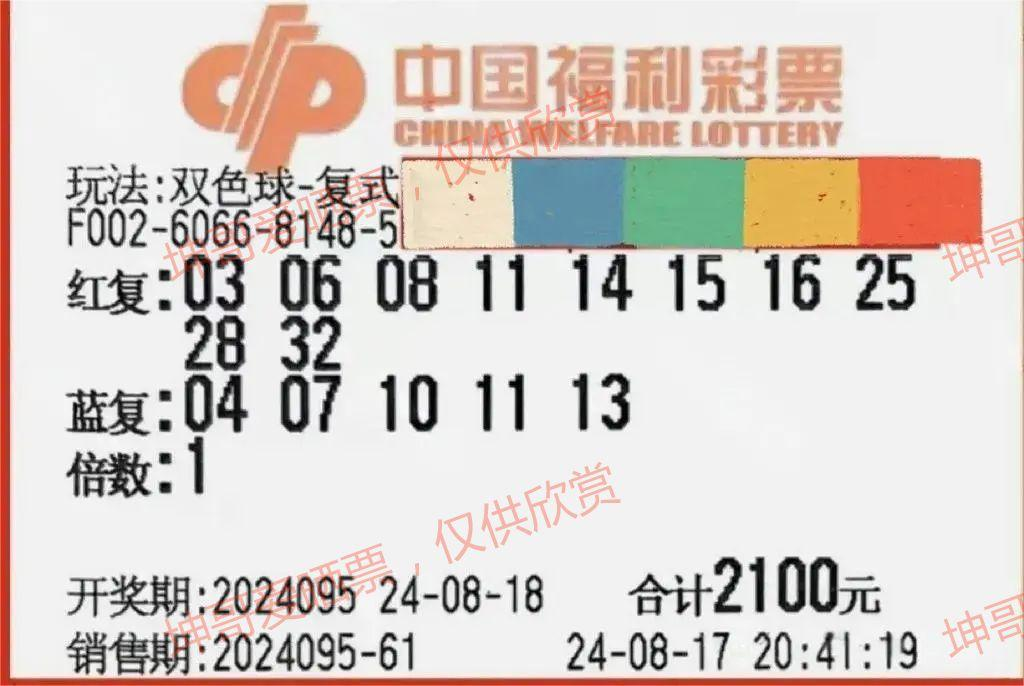 中国福利彩票
CHINA WELFARE LOTTERY
玩法:双色球-复式
F002-6066-8148-5
红复:03 06 08 11 14 15 16 25
28 32
蓝复:04 07 10 11 13
倍数:1
坤哥爱晒票，仅供欣赏
坤哥
开奖期:2024095 24-08-18 合计2100元
销售期:2024095-61 24-08-17 20:41:19
坤哥爱晒票，仅供欣赏
坤哥